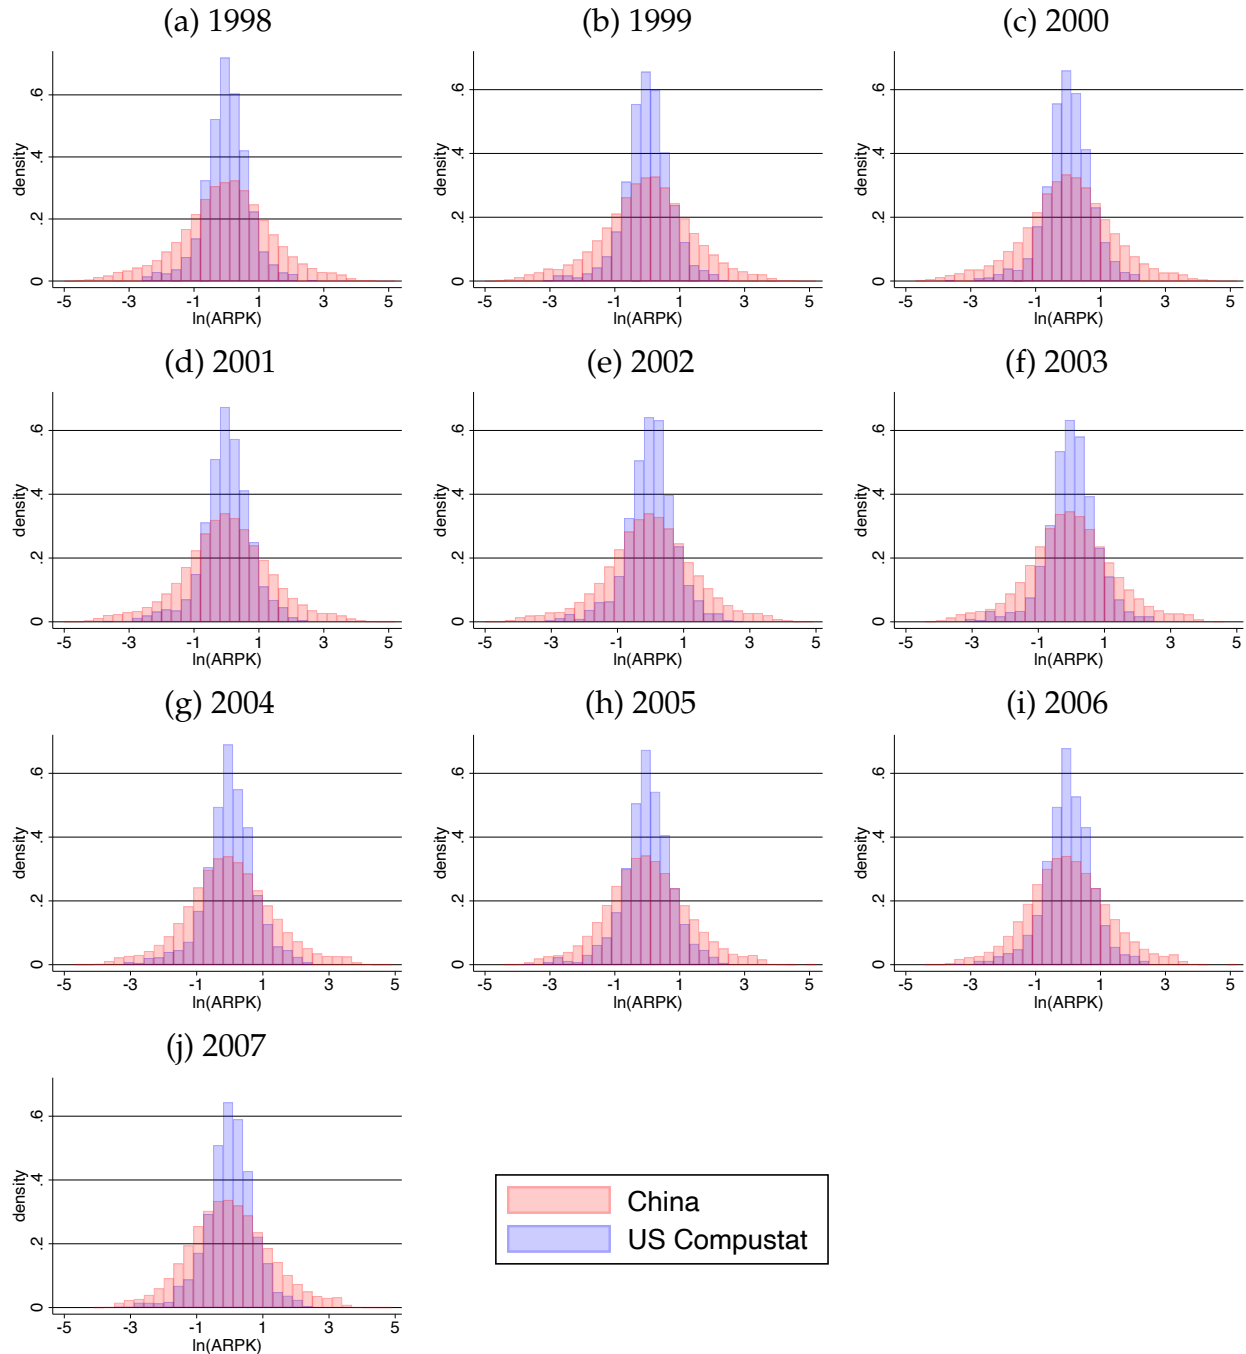 (a) 1998
(b) 1999
(c) 2000
density
0 .2 .4 .6
-5 -3 -1 1 3 5
ln(ARPK)
density
0 .2 .4 .6
-5 -3 -1 1 3 5
ln(ARPK)
density
0 .2 .4 .6
-5 -3 -1 1 3 5
ln(ARPK)
(d) 2001
(e) 2002
(f) 2003
density
0 .2 .4 .6
-5 -3 -1 1 3 5
ln(ARPK)
density
0 .2 .4 .6
-5 -3 -1 1 3 5
ln(ARPK)
density
0 .2 .4 .6
-5 -3 -1 1 3 5
ln(ARPK)
(g) 2004
(h) 2005
(i) 2006
density
0 .2 .4 .6
-5 -3 -1 1 3 5
ln(ARPK)
density
0 .2 .4 .6
-5 -3 -1 1 3 5
ln(ARPK)
density
0 .2 .4 .6
-5 -3 -1 1 3 5
ln(ARPK)
(j) 2007
density
0 .2 .4 .6
-5 -3 -1 1 3 5
ln(ARPK)
China
US Compustat